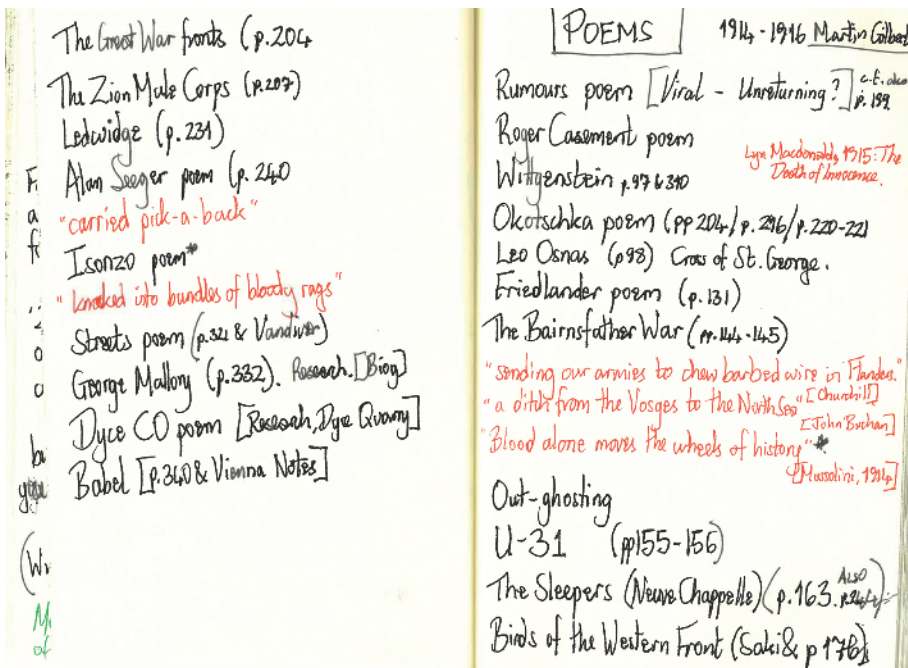 The Great War fronts (p.204
The Zion Mule Corps (p.207)
Ledwidge (p.231)
Alan Seeger poem (p.240
"carried pick-a-back"
Isonzo poem*
"knocked into bundles of bloody rags"
Streets poem (p.321 &
George Mallory (p.332). Research. [Biog]
Dyce CO poem [Research, Dyce Quarry]
Babel [p.340 & Vienna Notes]
POEMS
1914-1916 Martin Gilbert
Rumours poem [Viral - Unreturning?] c.f. also p.199
Roger Casement poem
Lyn Macdonald, 1915: The
Death of Innocence.
Wittgenstein p.97 & 310
Okotschka poem (pp 204/p.216/p.220-221
Leo Osnas (p98) Cross of St. George.
Friedlander poem (p.131)
The Bairnsfather War (pp.144-145)
"sending our armies to chew barbed wire in Flanders."
[Churchill]
"a ditch from the Vosges to the North Sea"
[John Buchan]
"Blood alone moves the wheels of history"*
[Mussolini, 1914]
Out-ghosting
U-31 (pp155-156)
The Sleepers (Neuve Chappelle) (p.163. ALSO
Birds of the Western Front (Saki & p 176)